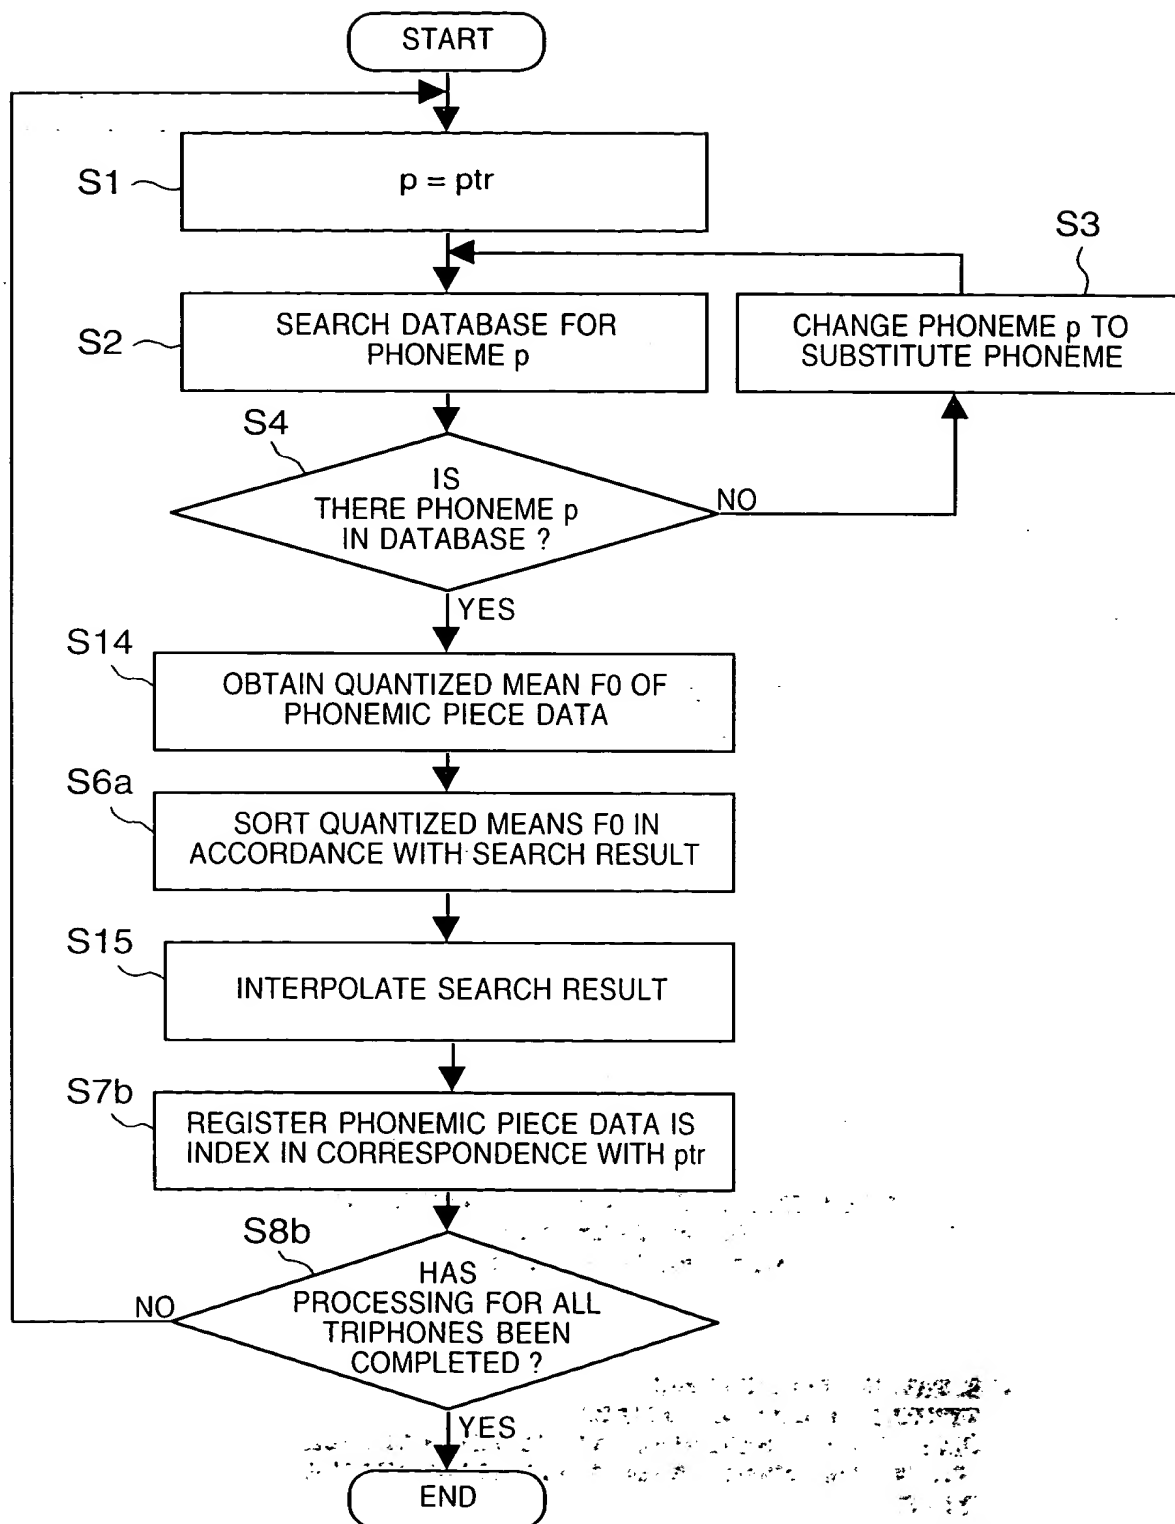 START
S1
p = ptr
S3
S2
SEARCH DATABASE FOR
PHONEME p
CHANGE PHONEME p TO
SUBSTITUTE PHONEME
S4
IS
THERE PHONEME p
IN DATABASE ?
NO
YES
S14
OBTAIN QUANTIZED MEAN F0 OF
PHONEMIC PIECE DATA
S6a
SORT QUANTIZED MEANS F0 IN
ACCORDANCE WITH SEARCH RESULT
S15
INTERPOLATE SEARCH RESULT
S7b
REGISTER PHONEMIC PIECE DATA IS
INDEX IN CORRESPONDENCE WITH ptr
S8b
HAS
PROCESSING FOR ALL
TRIPHONES BEEN
COMPLETED ?
NO
YES
END